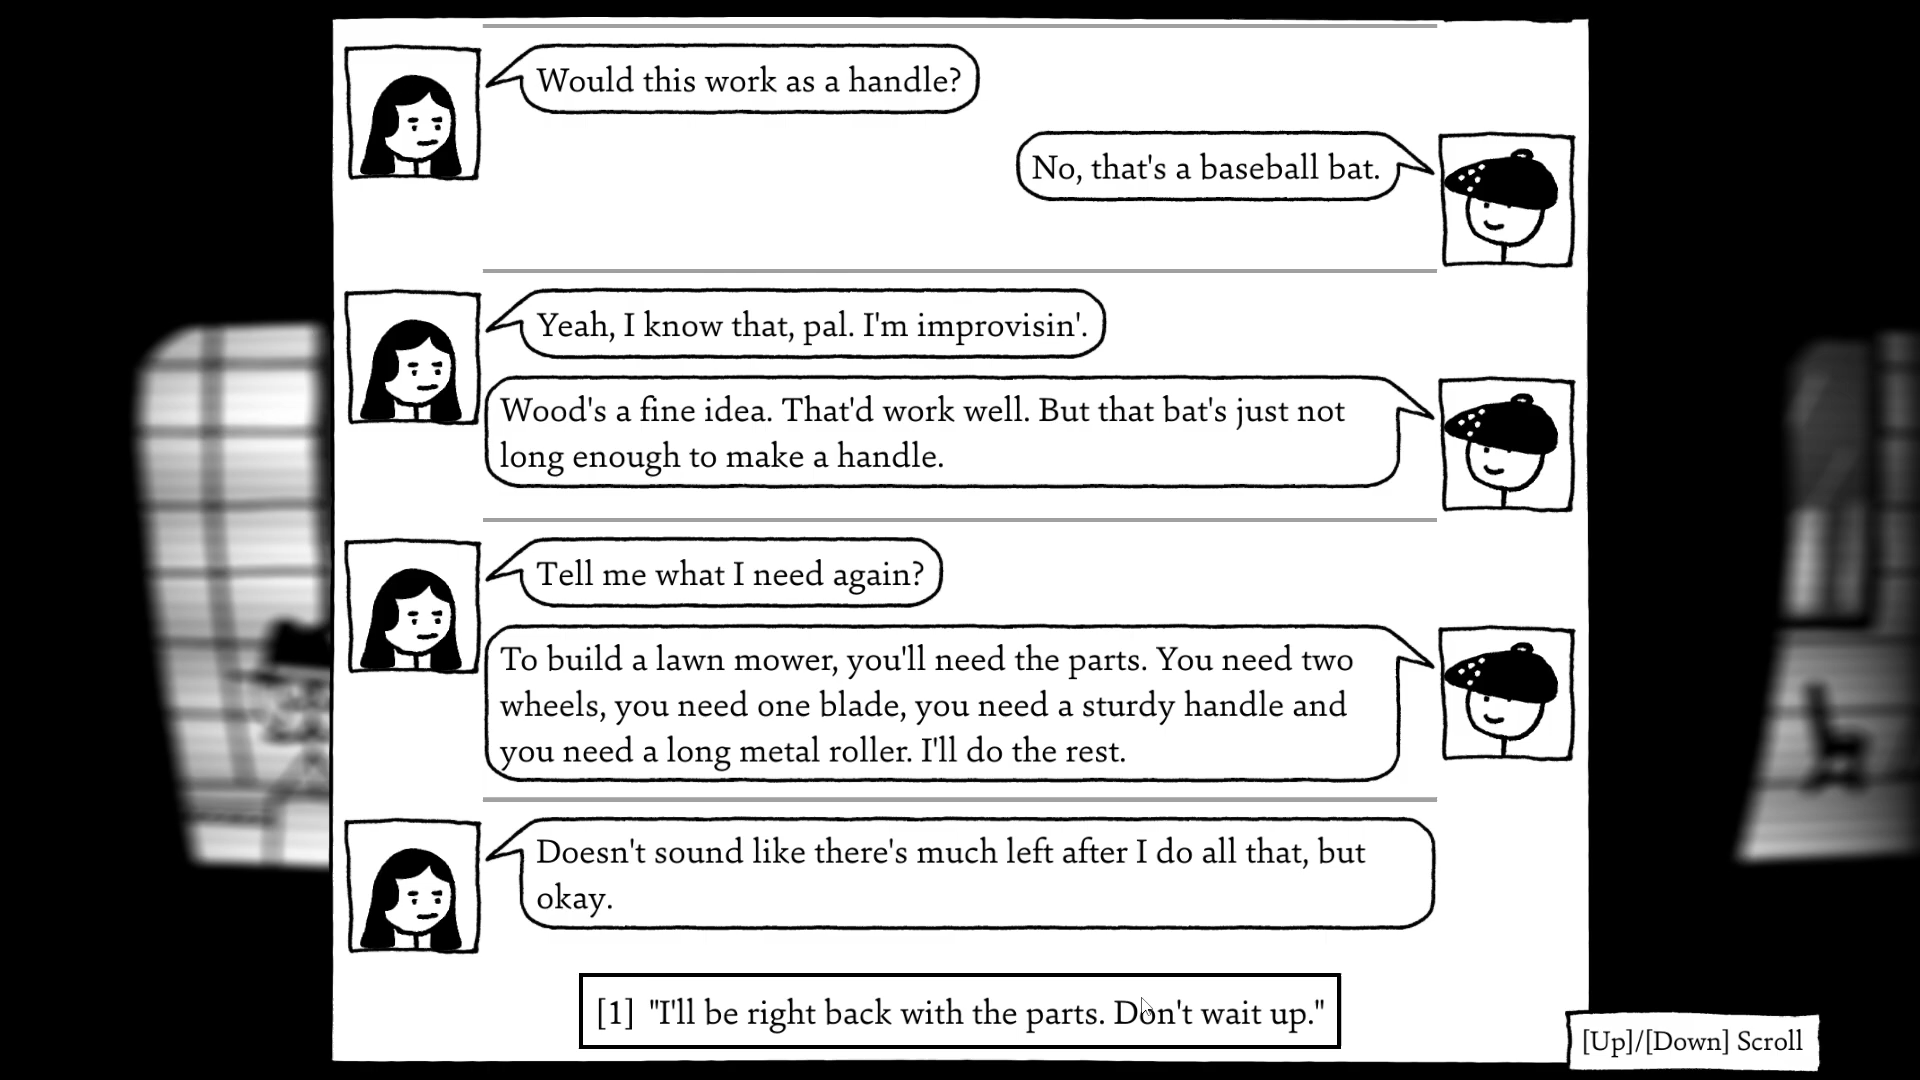 Would this work as a handle?
No, that's a baseball bat.
Yeah, I know that, pal. I'm improvisin'.
Wood's a fine idea. That'd work well. But that bat's just not
long enough to make a handle.
Tell me what I need again?
To build a lawn mower, you'll need the parts. You need two
wheels, you need one blade, you need a sturdy handle and
you need a long metal roller. I'll do the rest.
Doesn't sound like there's much left after I do all that, but
okay.
[1] "I'll be right back with the parts. Don't wait up."
[Up]/[Down] Scroll